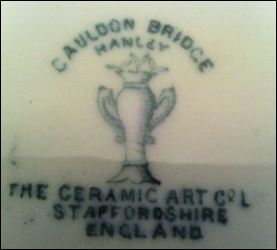 CAULDON BRIDGE
HANLEY
THE CERAMIC ART Co L
STAFFORDSHIRE
ENGLAND